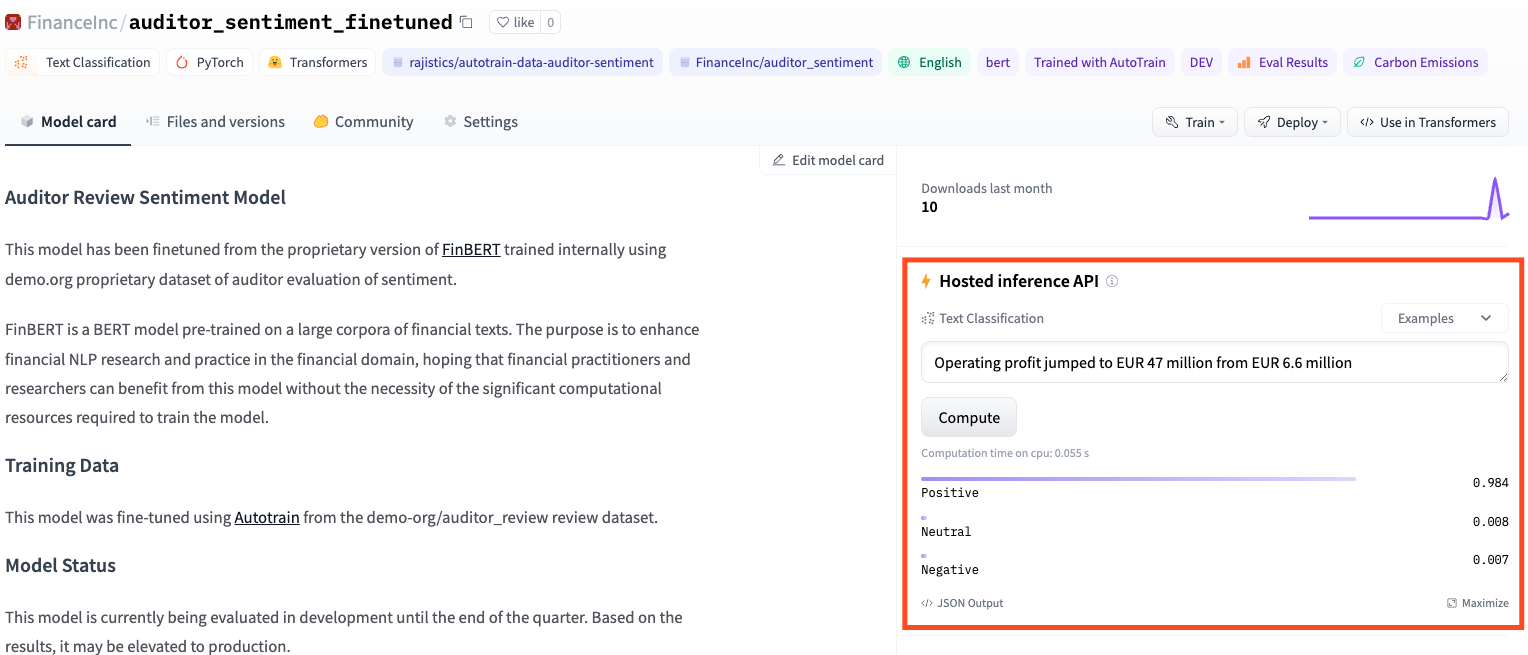 FinanceInc/auditor_sentiment_finetuned like 0
Text Classification PyTorch Transformers rajistics/autotrain-data-auditor-sentiment FinanceInc/auditor_sentiment English bert Trained with AutoTrain DEV Eval Results Carbon Emissions
Model card Files and versions Community Settings Train Deploy </> Use in Transformers
Edit model card
Auditor Review Sentiment Model
This model has been finetuned from the proprietary version of FinBERT trained internally using
demo.org proprietary dataset of auditor evaluation of sentiment.
FinBERT is a BERT model pre-trained on a large corpora of financial texts. The purpose is to enhance
financial NLP research and practice in the financial domain, hoping that financial practitioners and
researchers can benefit from this model without the necessity of the significant computational
resources required to train the model.
Training Data
This model was fine-tuned using Autotrain from the demo-org/auditor_review review dataset.
Model Status
This model is currently being evaluated in development until the end of the quarter. Based on the
results, it may be elevated to production.
Downloads last month
10
Hosted inference API
Text Classification Examples
Operating profit jumped to EUR 47 million from EUR 6.6 million
Compute
Computation time on cpu: 0.055 s
Positive 0.984
Neutral 0.008
Negative 0.007
</> JSON Output Maximize